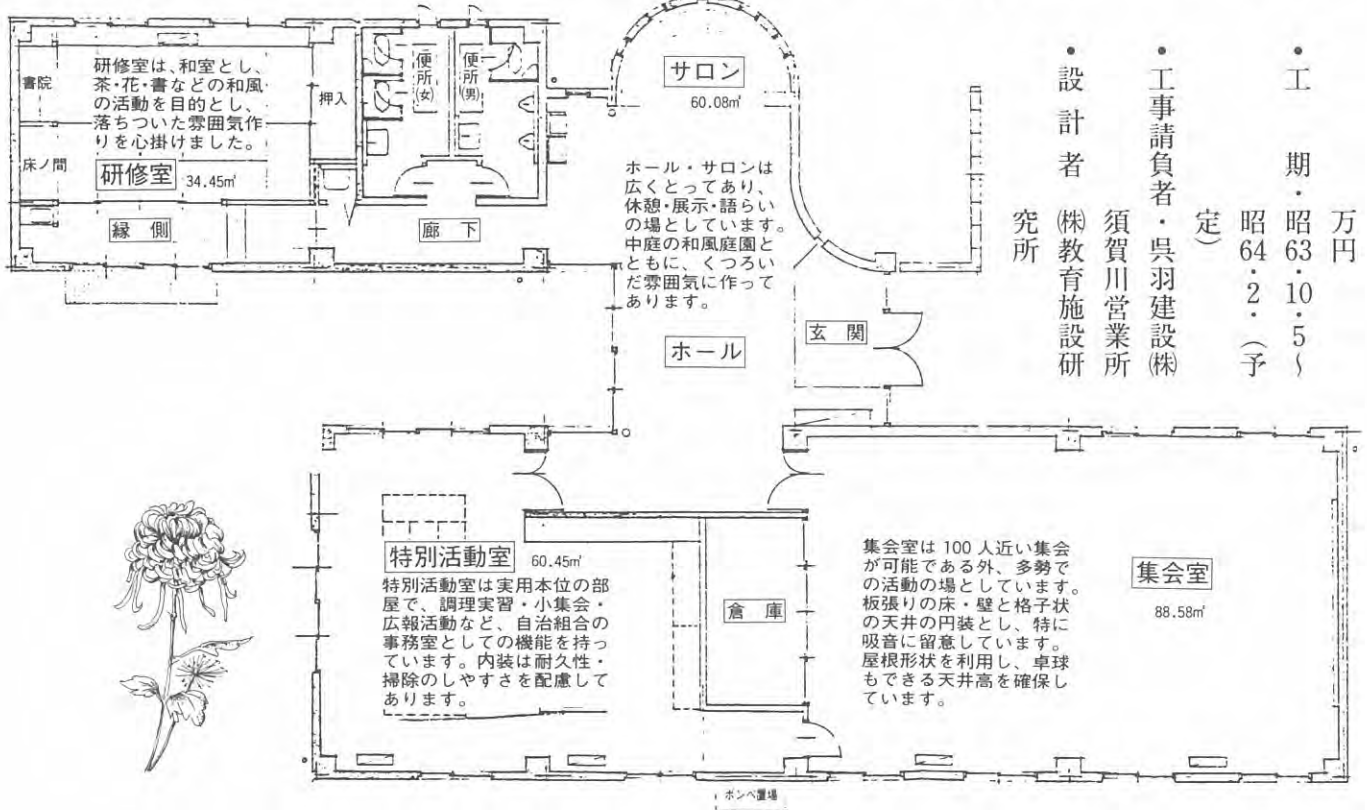 万円
・工　期・昭63・10・5〜
昭64・2・（予
定）
・工事請負者・呉羽建設㈱
須賀川営業所
・設計者・㈱教育施設研
究所
サロン
60.08㎡
便所(女)
便所(男)
研修室は、和室とし、
茶・花・書などの和風
の活動を目的とし、
落ちついた雰囲気作
りを心掛けました。
書院
押入
床ノ間
研修室 34.45㎡
縁側
廊下
ホール・サロンは
広くとってあり、
休憩・展示・語らい
の場としています。
中庭の和風庭園と
ともに、くつろい
だ雰囲気に作って
あります。
玄関
ホール
特別活動室 60.45㎡
特別活動室は実用本位の部
屋で、調理実習・小集会・
広報活動など、自治組合の
事務室としての機能を持っ
ています。内装は耐久性・
掃除のしやすさを配慮して
あります。
倉庫
集会室は100人近い集会
が可能である外、多勢で
の活動の場としています。
板張りの床・壁と格子状
の天井の円装とし、特に
吸音に留意しています。
屋根形状を利用し、卓球
もできる天井高を確保し
ています。
集会室
88.58㎡
ボンベ置場